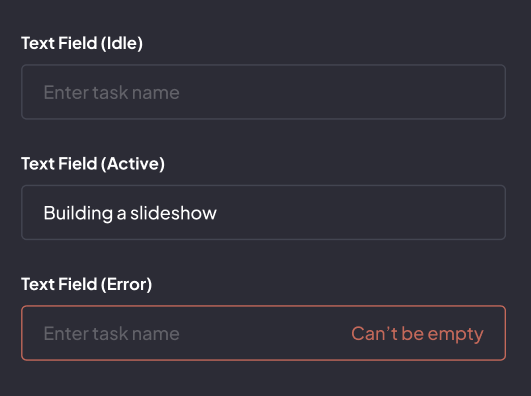 Text Field (Idle)
Enter task name
Text Field (Active)
Building a slideshow
Text Field (Error)
Enter task name Can’t be empty